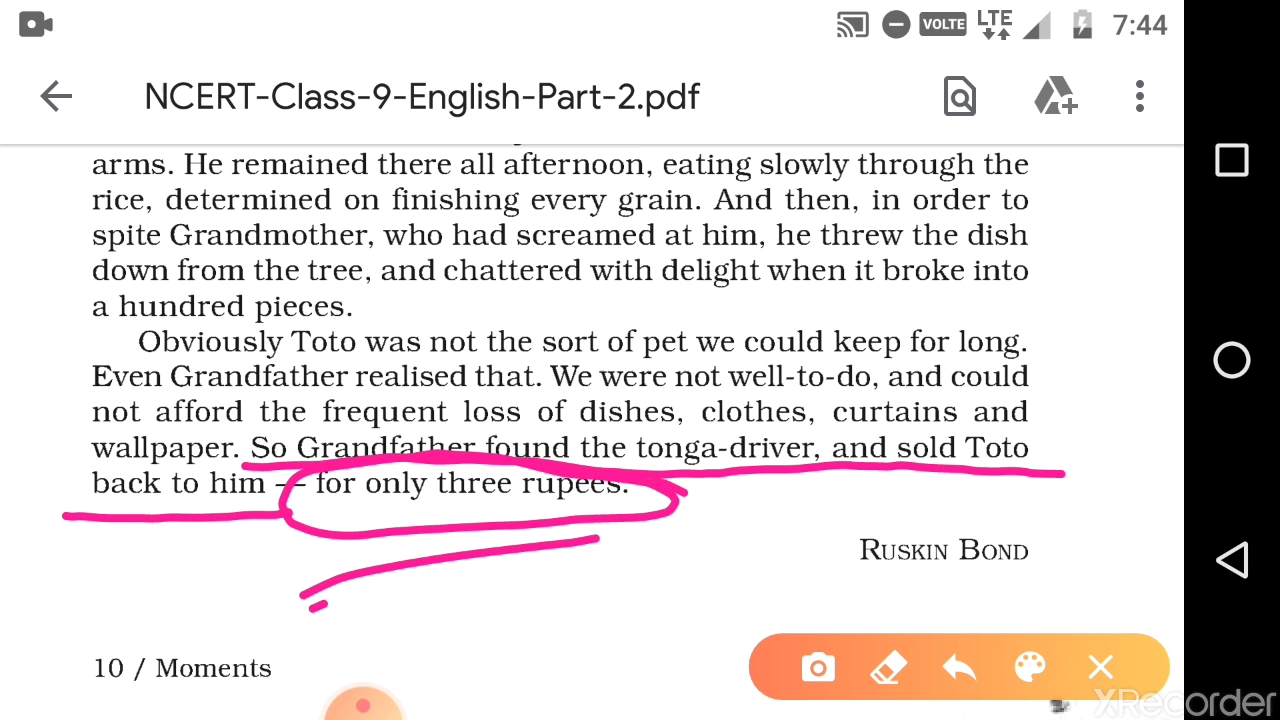 VOLTE LTE 7:44
NCERT-Class-9-English-Part-2.pdf
arms. He remained there all afternoon, eating slowly through the
rice, determined on finishing every grain. And then, in order to
spite Grandmother, who had screamed at him, he threw the dish
down from the tree, and chattered with delight when it broke into
a hundred pieces.
Obviously Toto was not the sort of pet we could keep for long.
Even Grandfather realised that. We were not well-to-do, and could
not afford the frequent loss of dishes, clothes, curtains and
wallpaper. So Grandfather found the tonga-driver, and sold Toto
back to him — for only three rupees.
RUSKIN BOND
10 / Moments
XRecorder